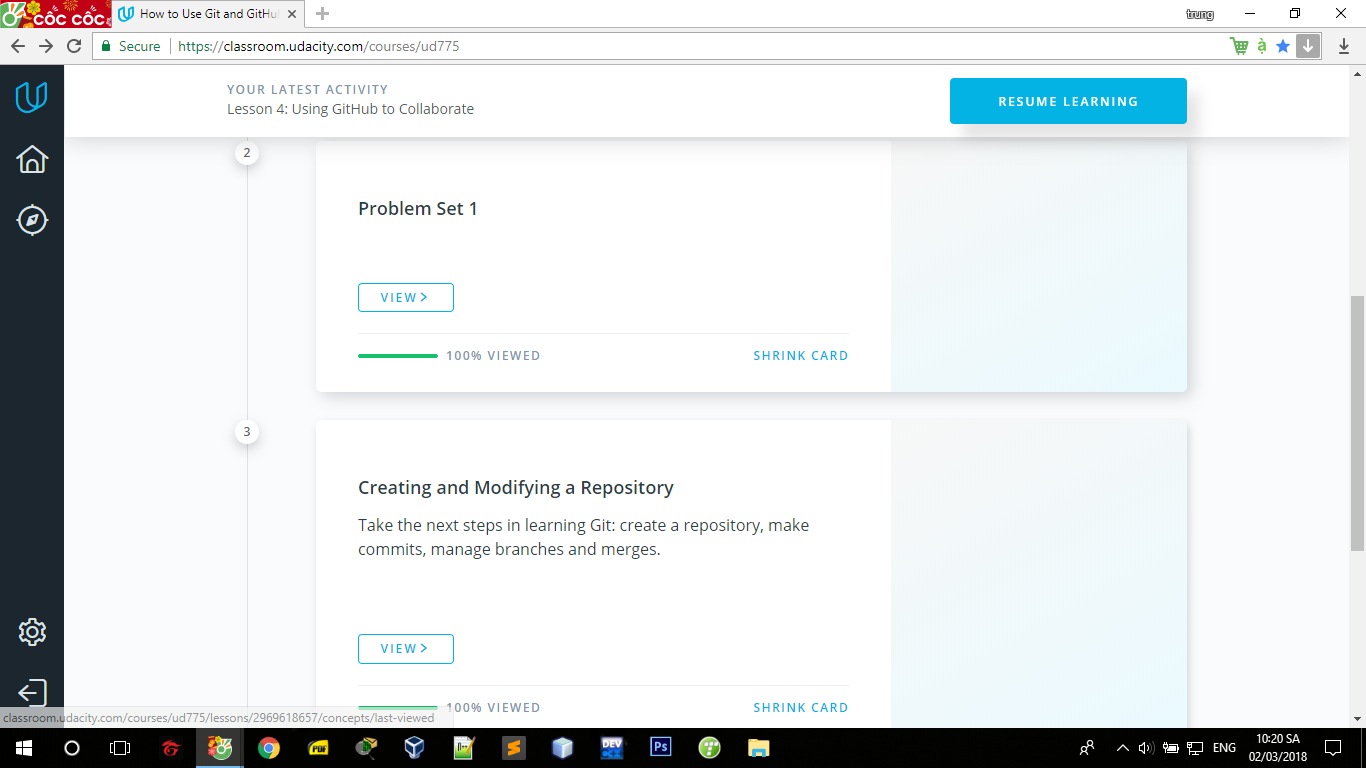 CỐC CỐC
How to Use Git and GitHu
trung
Secure
https://classroom.udacity.com/courses/ud775
YOUR LATEST ACTIVITY
Lesson 4: Using GitHub to Collaborate
RESUME LEARNING
2
Problem Set 1
VIEW
100% VIEWED
SHRINK CARD
3
Creating and Modifying a Repository
Take the next steps in learning Git: create a repository, make
commits, manage branches and merges.
VIEW
100% VIEWED
SHRINK CARD
classroom.udacity.com/courses/ud775/lessons/2969618657/concepts/last-viewed
PDF
DEV
C++
Ps
ENG
10:20 SA
02/03/2018